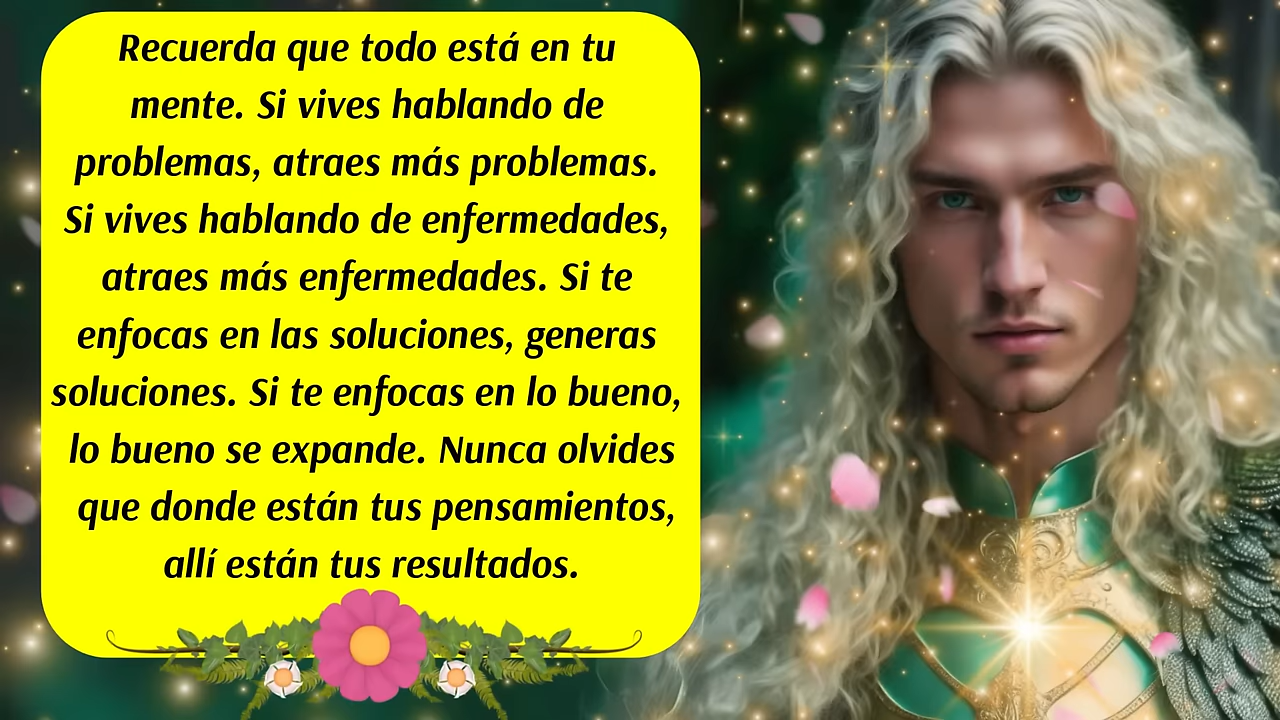 Recuerda que todo está en tu
mente. Si vives hablando de
problemas, atraes más problemas.
Si vives hablando de enfermedades,
atraes más enfermedades. Si te
enfocas en las soluciones, generas
soluciones. Si te enfocas en lo bueno,
lo bueno se expande. Nunca olvides
que donde están tus pensamientos,
allí están tus resultados.